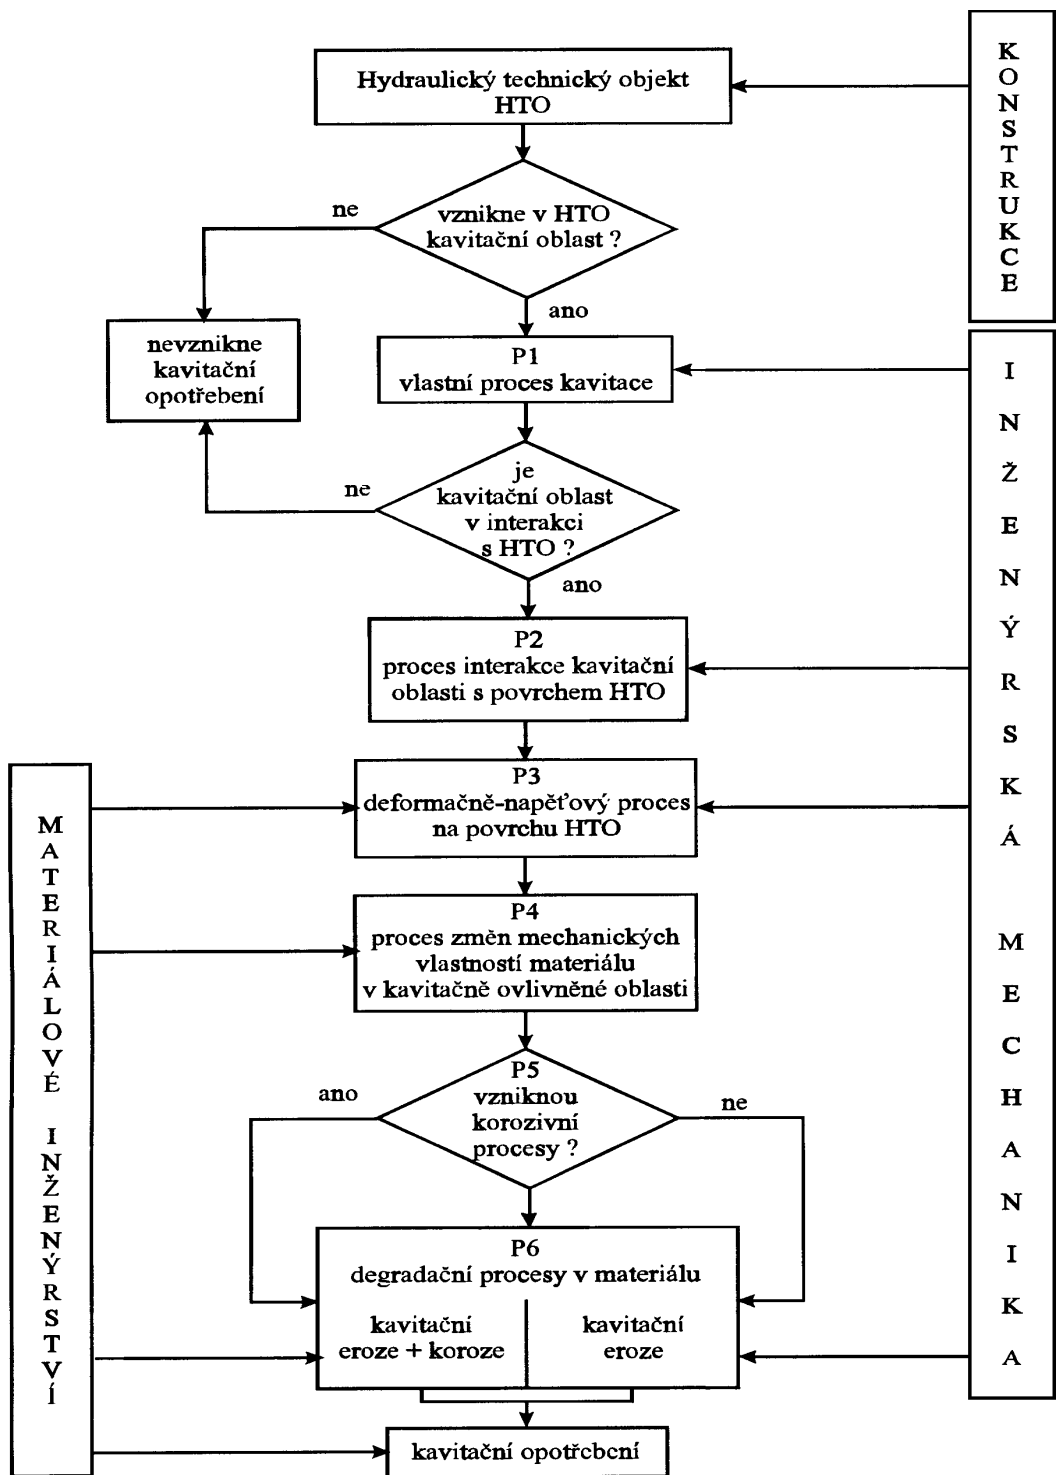 Hydraulický technický objekt
HTO
vznikne v HTO
kavitační oblast ?
ne
ano
nevznikne
kavitační
opotřebení
P1
vlastní proces kavitace
je
kavitační oblast
v interakci
s HTO ?
ne
ano
P2
proces interakce kavitační
oblasti s povrchem HTO
P3
deformačně-napěťový proces
na povrchu HTO
P4
proces změn mechanických
vlastností materiálu
v kavitačně ovlivněné oblasti
P5
vzniknou
korozivní
procesy ?
ano
ne
P6
degradační procesy v materiálu
kavitační
eroze + koroze
kavitační
eroze
kavitační opotřebení
KONSTRUKCE
INŽENÝRSKÁ MECHANIKA
MATERIÁLOVÉ INŽENÝRSTVÍ